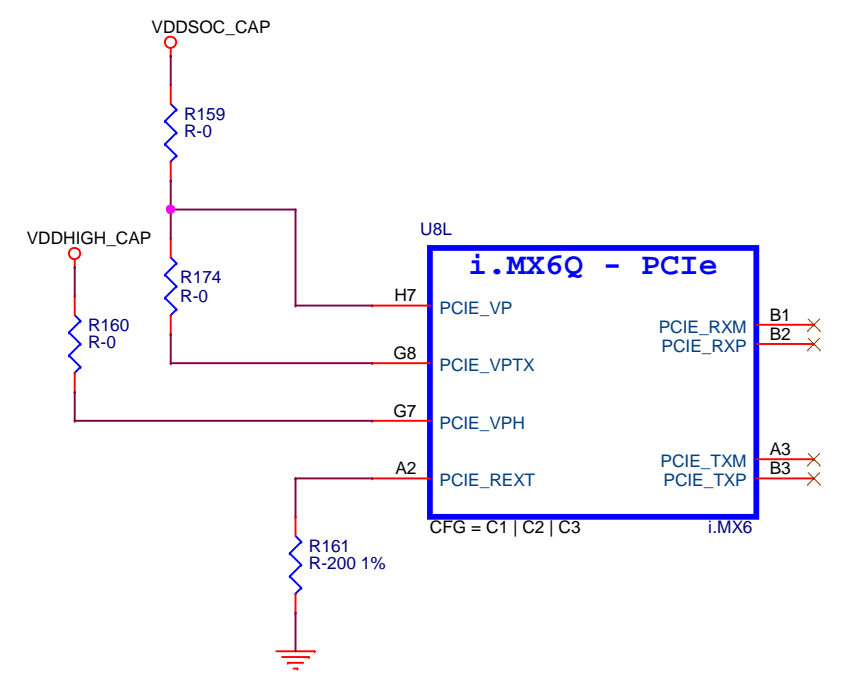 VDDSOC_CAP
R159
R-0
VDDHIGH_CAP
R174
R-0
R160
R-0
U8L
i.MX6Q - PCIe
H7
PCIE_VP
G8
PCIE_VPTX
G7
PCIE_VPH
A2
PCIE_REXT
B1
PCIE_RXM
B2
PCIE_RXP
A3
PCIE_TXM
B3
PCIE_TXP
CFG = C1 | C2 | C3
i.MX6
R161
R-200 1%